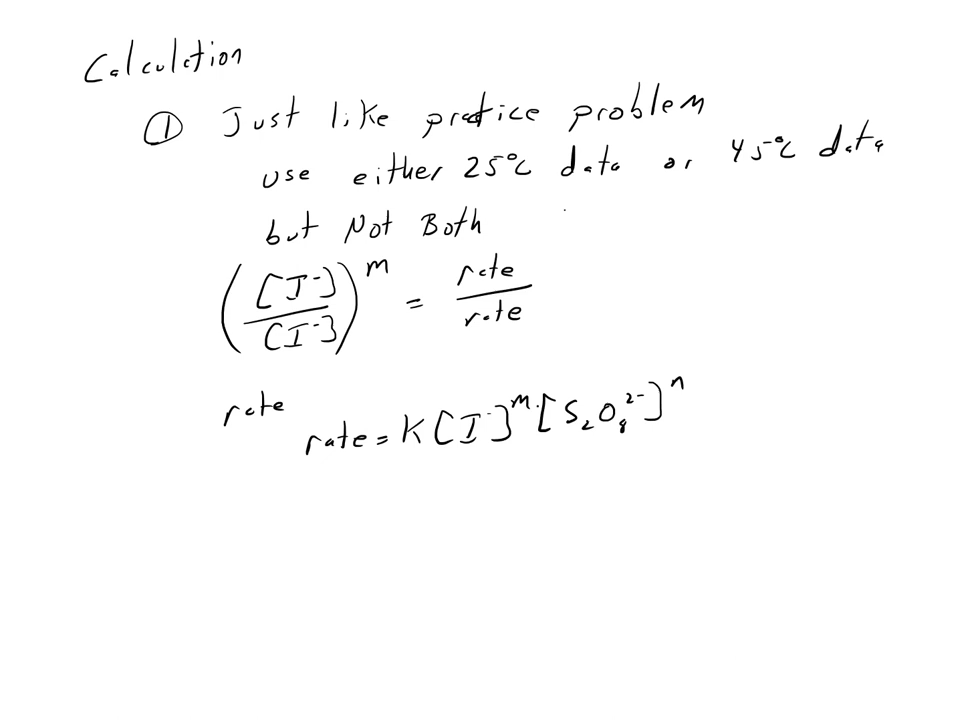 Calculation
① Just like practice problem
use either 25°C data or 45°C data
but Not Both
([I-]/[I-])^m = rate/rate
rate
rate = K[I-]^m [S₂O₈²⁻]^n